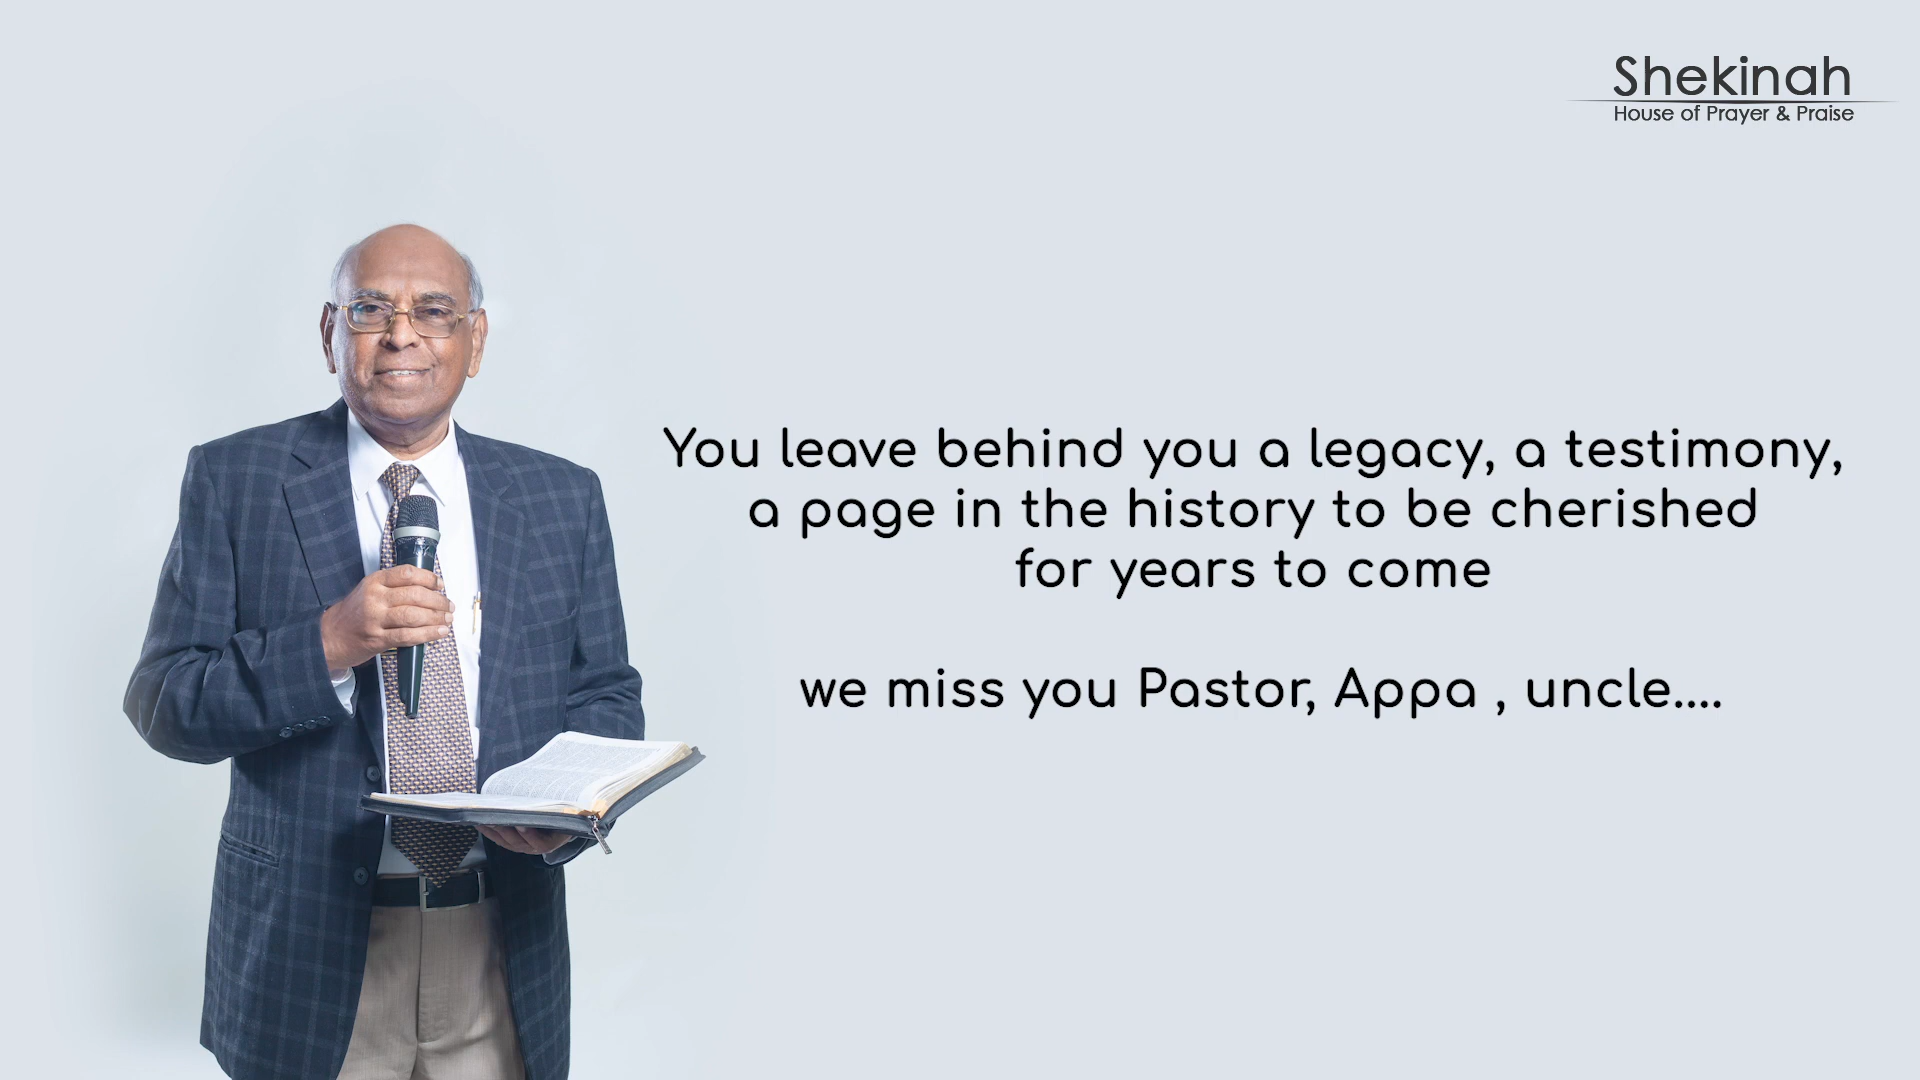 Shekinah
House of Prayer & Praise
You leave behind you a legacy, a testimony,
a page in the history to be cherished
for years to come
we miss you Pastor, Appa , uncle....